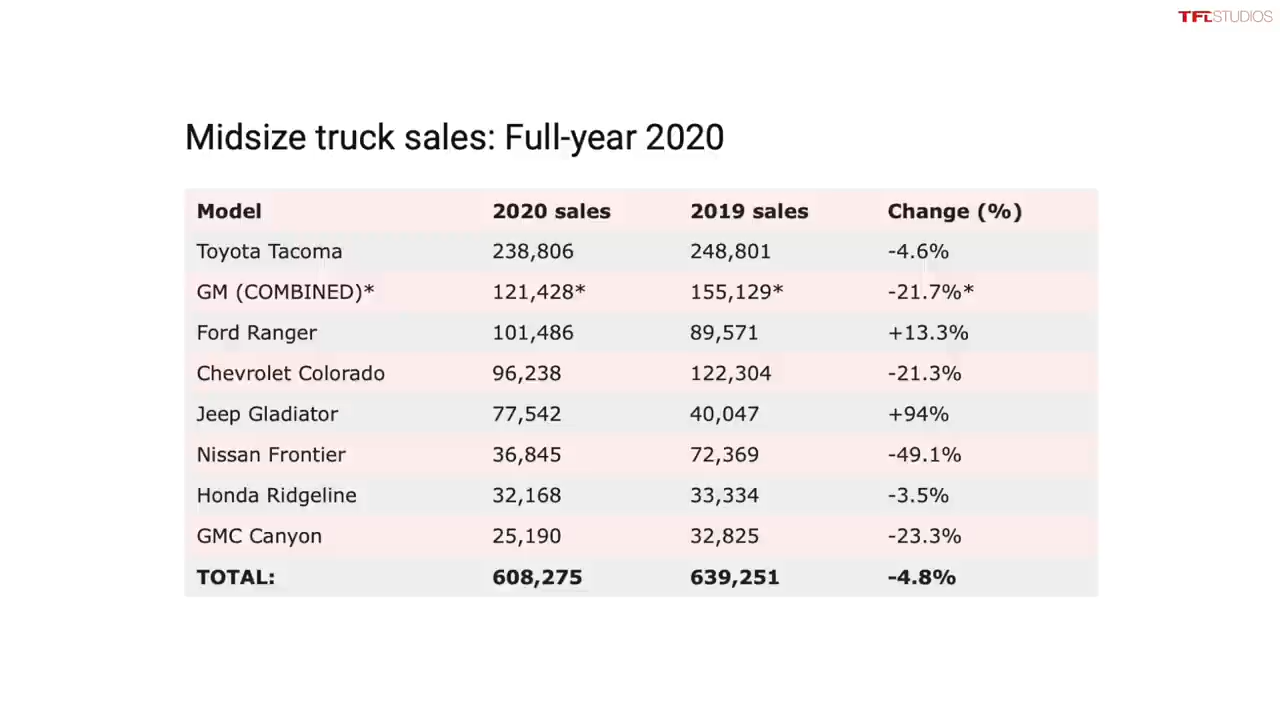 TFLSTUDIOS
Midsize truck sales: Full-year 2020
Model 2020 sales 2019 sales Change (%)
Toyota Tacoma 238,806 248,801 -4.6%
GM (COMBINED)* 121,428* 155,129* -21.7%*
Ford Ranger 101,486 89,571 +13.3%
Chevrolet Colorado 96,238 122,304 -21.3%
Jeep Gladiator 77,542 40,047 +94%
Nissan Frontier 36,845 72,369 -49.1%
Honda Ridgeline 32,168 33,334 -3.5%
GMC Canyon 25,190 32,825 -23.3%
TOTAL: 608,275 639,251 -4.8%